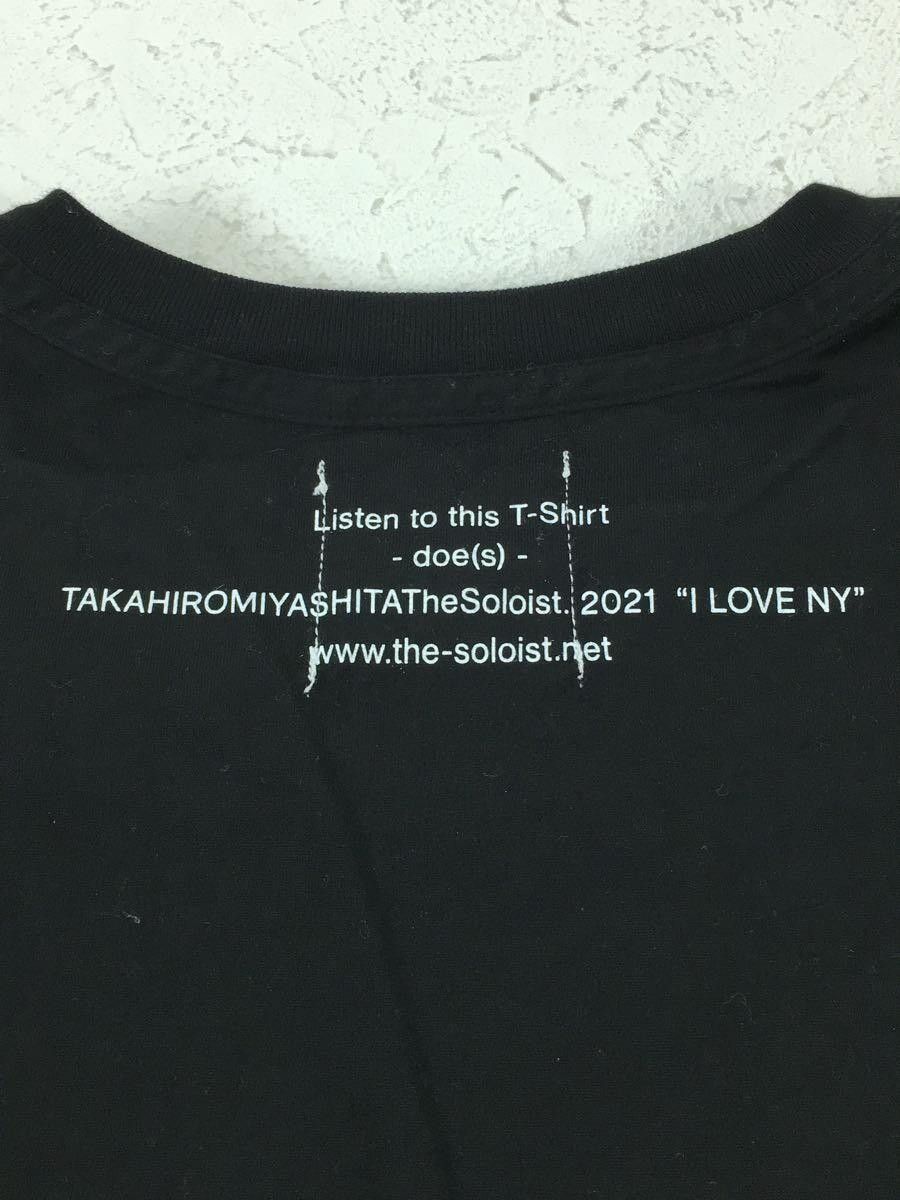 Listen to this T-Shirt
- doe(s) -
TAKAHIROMIYASHITATheSoloist. 2021 “I LOVE NY”
www.the-soloist.net